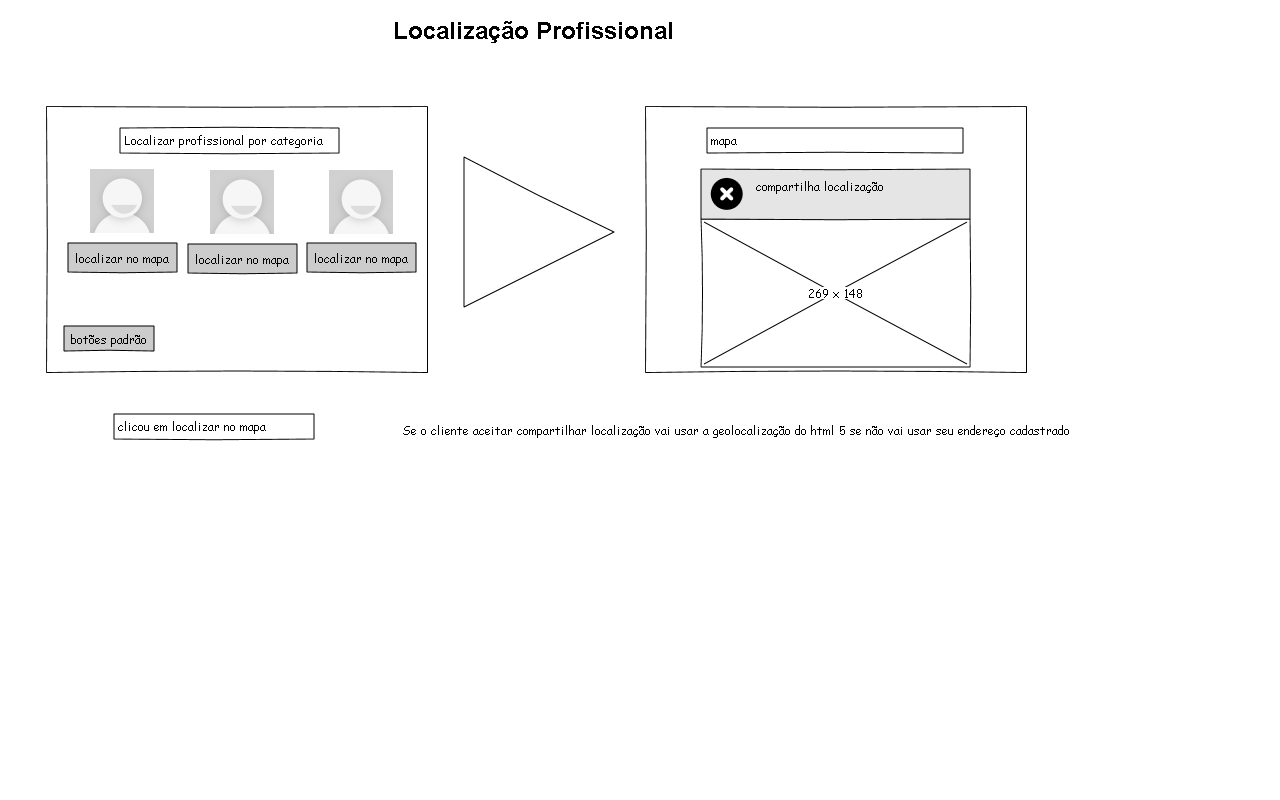 Localização Profissional
Localizar profissional por categoria
localizar no mapa
localizar no mapa
localizar no mapa
botões padrão
mapa
compartilha localização
269 x 148
clicou em localizar no mapa
Se o cliente aceitar compartilhar localização vai usar a geolocalização do html 5 se não vai usar seu endereço cadastrado